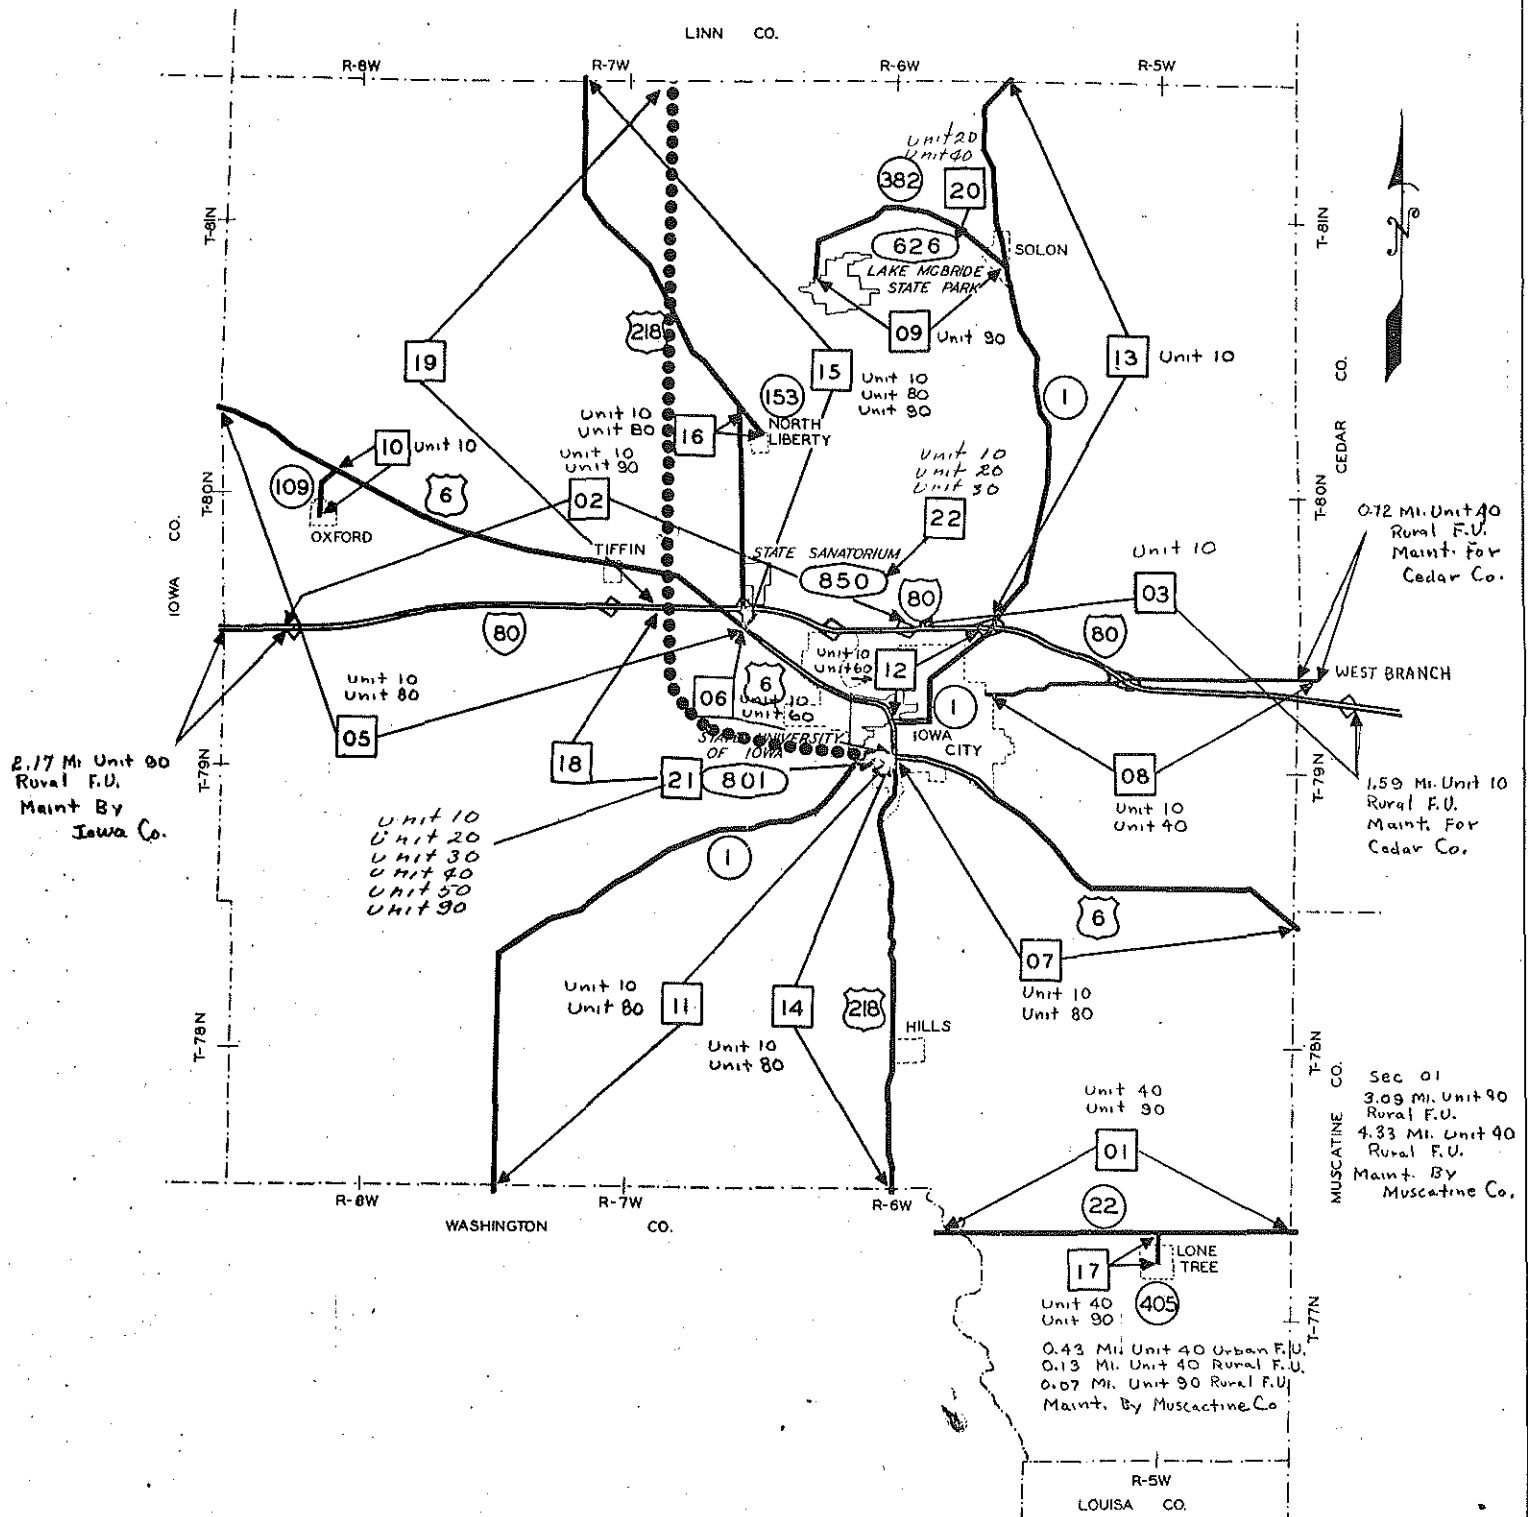 LINN CO.
R-8W
R-7W
R-6W
R-5W
Unit 20
Unit 40
382
20
T-81N
T-81N
626
SOLON
LAKE MCBRIDE
STATE PARK
218
09
Unit 90
19
15
13
Unit 10
Unit 10
Unit 80
Unit 90
153
1
CEDAR CO.
Unit 10
Unit 80
16
NORTH
LIBERTY
10
Unit 10
Unit 10
Unit 90
02
Unit 10
Unit 20
Unit 30
22
109
6
OXFORD
T-80N
T-80N
IOWA CO.
0.72 Mi. Unit 40
Rural F.U.
Maint. For
Cedar Co.
TIFFIN
STATE SANATORIUM
850
80
Unit 10
03
80
80
Unit 10
Unit 60
12
WEST BRANCH
Unit 10
Unit 80
05
06
6
Unit 10
Unit 60
1
IOWA
CITY
STATE UNIVERSITY
OF IOWA
18
21
801
08
Unit 10
Unit 40
2.17 Mi Unit 90
Rural F.U.
Maint By
Iowa Co.
T-79N
T-79N
1.59 Mi. Unit 10
Rural F.U.
Maint. For
Cedar Co.
Unit 10
Unit 20
Unit 30
Unit 40
Unit 50
Unit 90
1
6
07
Unit 10
Unit 80
Unit 10
Unit 80
11
14
218
Unit 10
Unit 80
HILLS
T-78N
T-78N
MUSCATINE CO.
Sec 01
3.09 Mi. Unit 90
Rural F.U.
4.33 Mi. Unit 40
Rural F.U.
Maint. By
Muscatine Co.
Unit 40
Unit 90
01
R-8W
R-7W
R-6W
WASHINGTON CO.
22
17
LONE
TREE
405
Unit 40
Unit 90
T-77N
0.43 Mi. Unit 40 Urban F.U.
0.13 Mi. Unit 40 Rural F.U.
0.07 Mi. Unit 90 Rural F.U.
Maint. By Muscactine Co
R-5W
LOUISA CO.